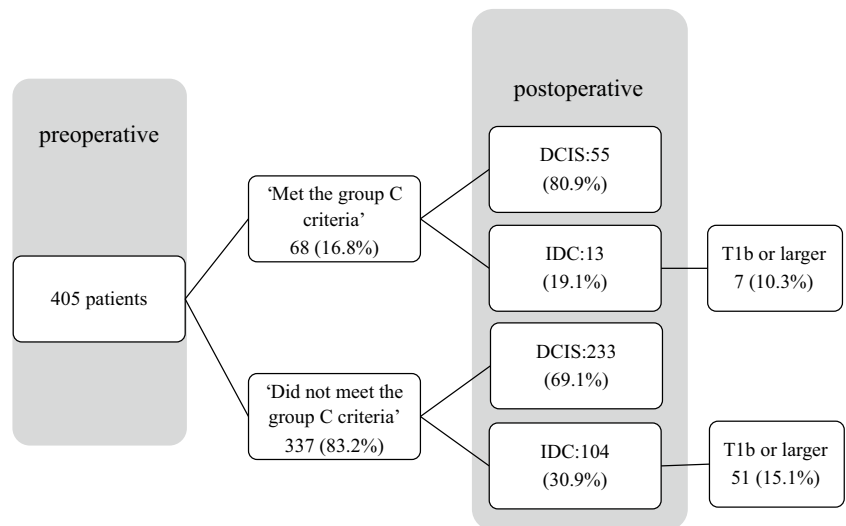 preoperative
405 patients
‘Met the group C
criteria’
68 (16.8%)
‘Did not meet the
group C criteria’
337 (83.2%)
postoperative
DCIS:55
(80.9%)
IDC:13
(19.1%)
DCIS:233
(69.1%)
IDC:104
(30.9%)
T1b or larger
7 (10.3%)
T1b or larger
51 (15.1%)